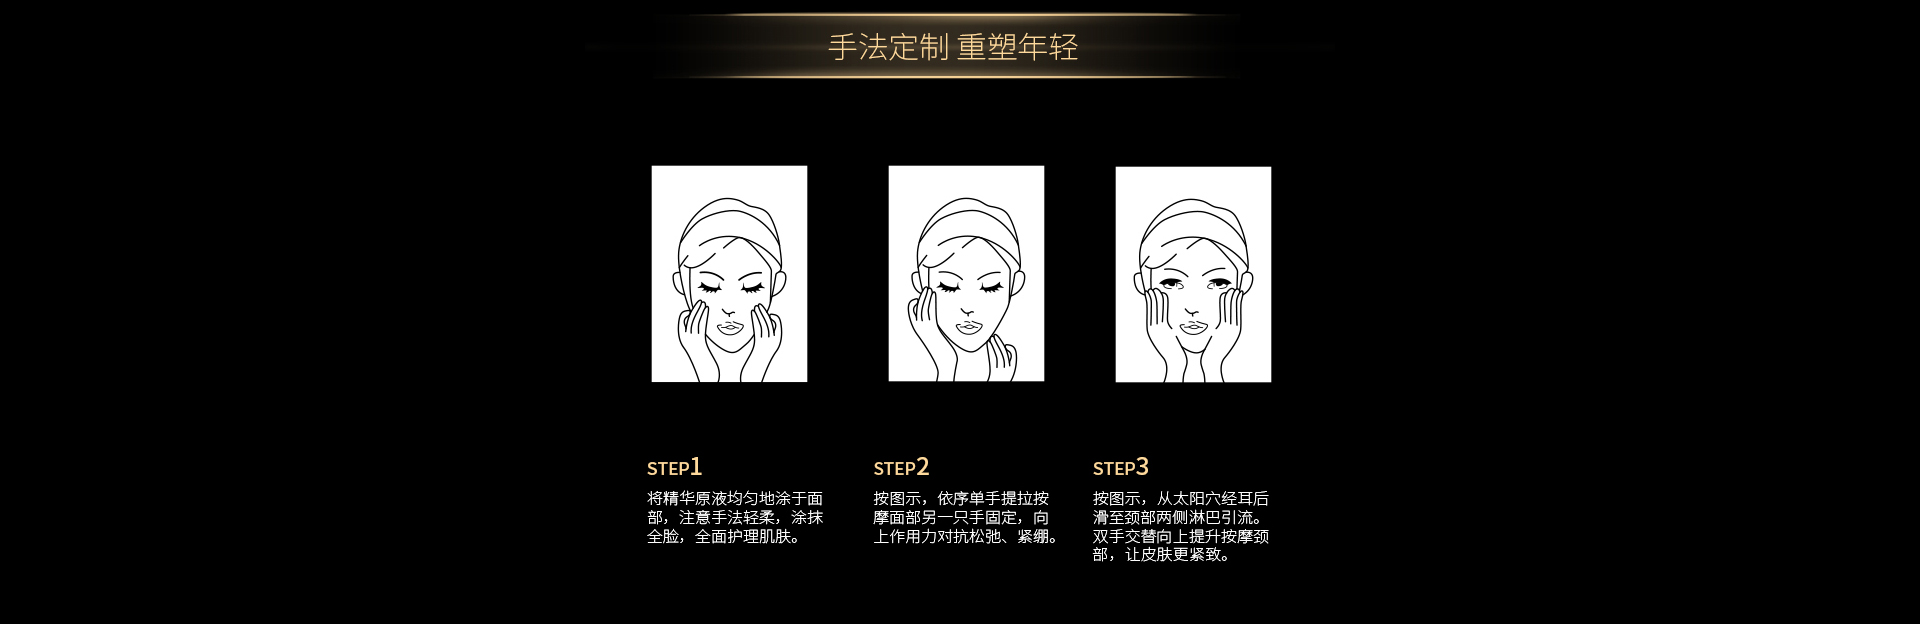 手法定制 重塑年轻
STEP1
将精华原液均匀地涂于面
部，注意手法轻柔，涂抹
全脸，全面护理肌肤。
STEP2
按图示，依序单手提拉按
摩面部另一只手固定，向
上作用力对抗松弛、紧绷。
STEP3
按图示，从太阳穴经耳后
滑至颈部两侧淋巴引流。
双手交替向上提升按摩颈
部，让皮肤更紧致。